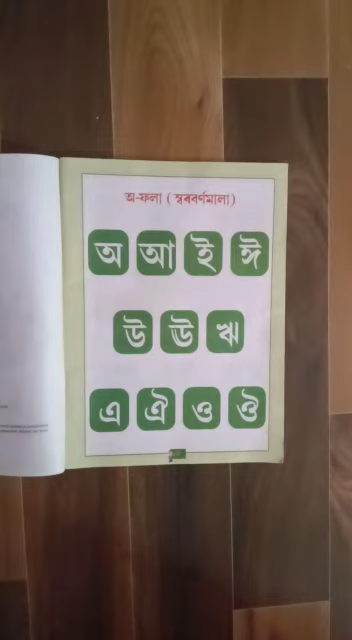 অ-ফলা ( স্বৰবৰ্ণমালা )
অ আ ই ঈ
উ ঊ ঋ
এ ঐ ও ঔ